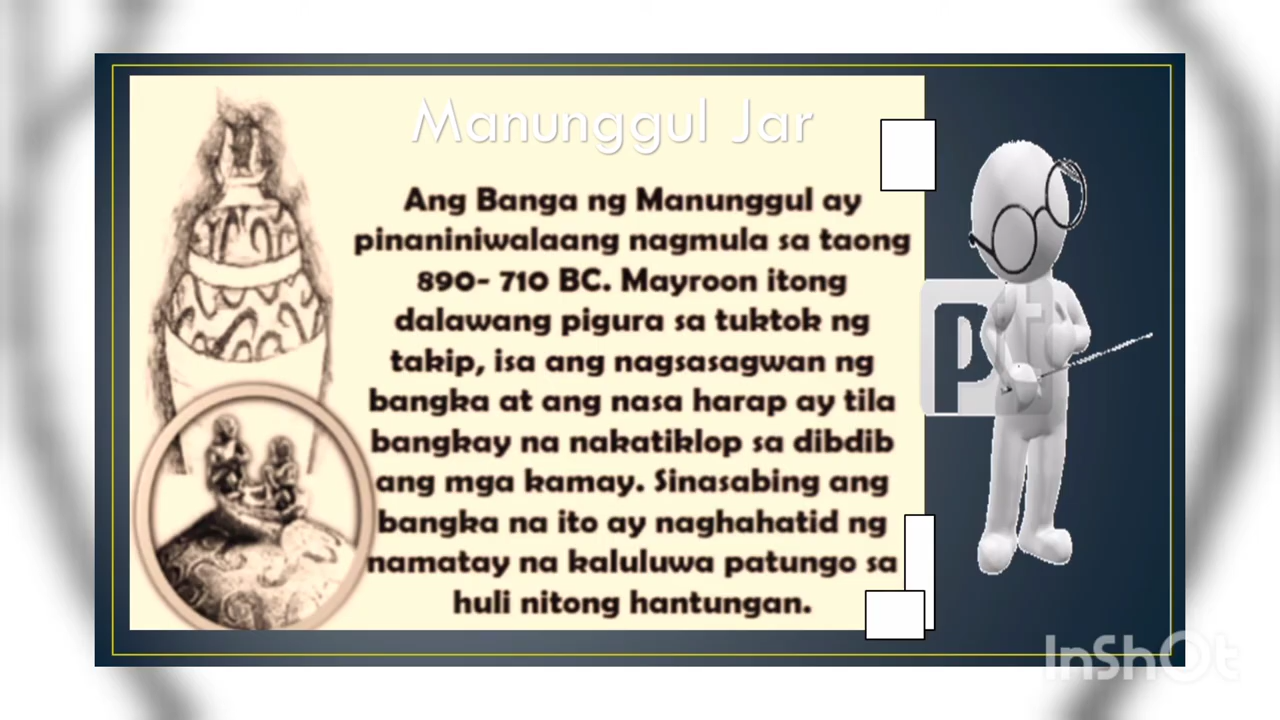 Manunggul Jar
Ang Banga ng Manunggul ay
pinaniniwalaang nagmula sa taong
890- 710 BC. Mayroon itong
dalawang pigura sa tuktok ng
takip, isa ang nagsasagwan ng
bangka at ang nasa harap ay tila
bangkay na nakatiklop sa dibdib
ang mga kamay. Sinasabing ang
bangka na ito ay naghahatid ng
namatay na kaluluwa patungo sa
huli nitong hantungan.
InShOt